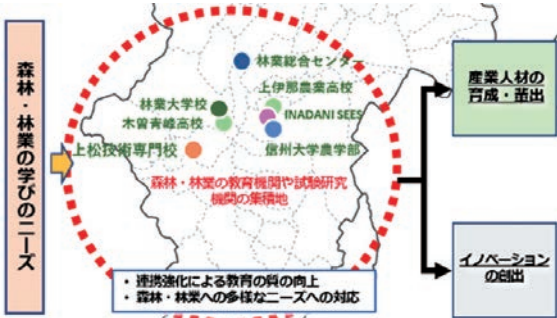 森林・林業の学びのニーズ
林業総合センター
上伊那農業高校
林業大学校
INADANI SEES
木曽青峰高校
信州大学農学部
上松技術専門校
森林・林業の教育機関や試験研究
機関の集積地
・ 連携強化による教育の質の向上
・ 森林・林業への多様なニーズへの対応
産業人材の
育成・輩出
イノベーション
の創出